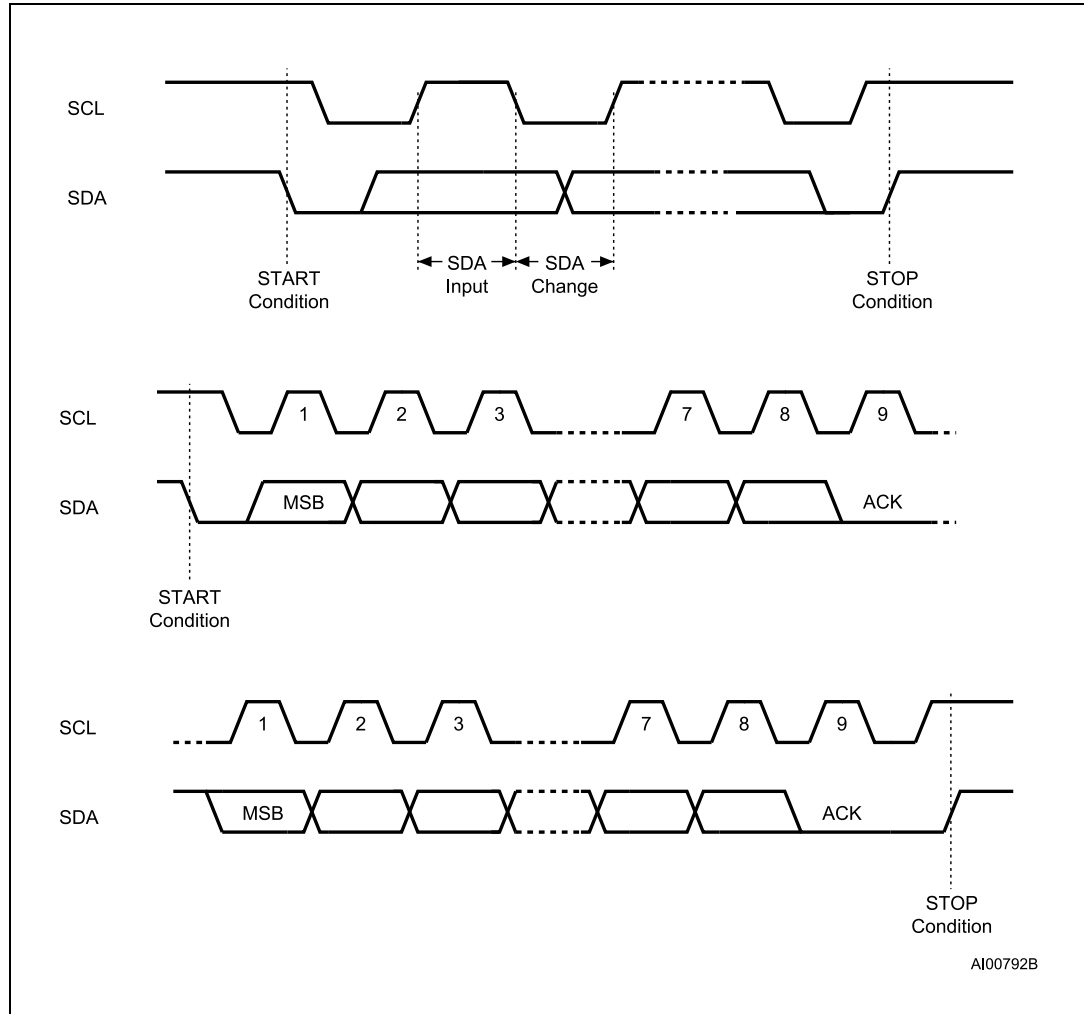 SCL
SDA
START
Condition
SDA
Input
SDA
Change
STOP
Condition
SCL
1 2 3 7 8 9
SDA
MSB ACK
START
Condition
SCL
1 2 3 7 8 9
SDA
MSB ACK
STOP
Condition
AI00792B